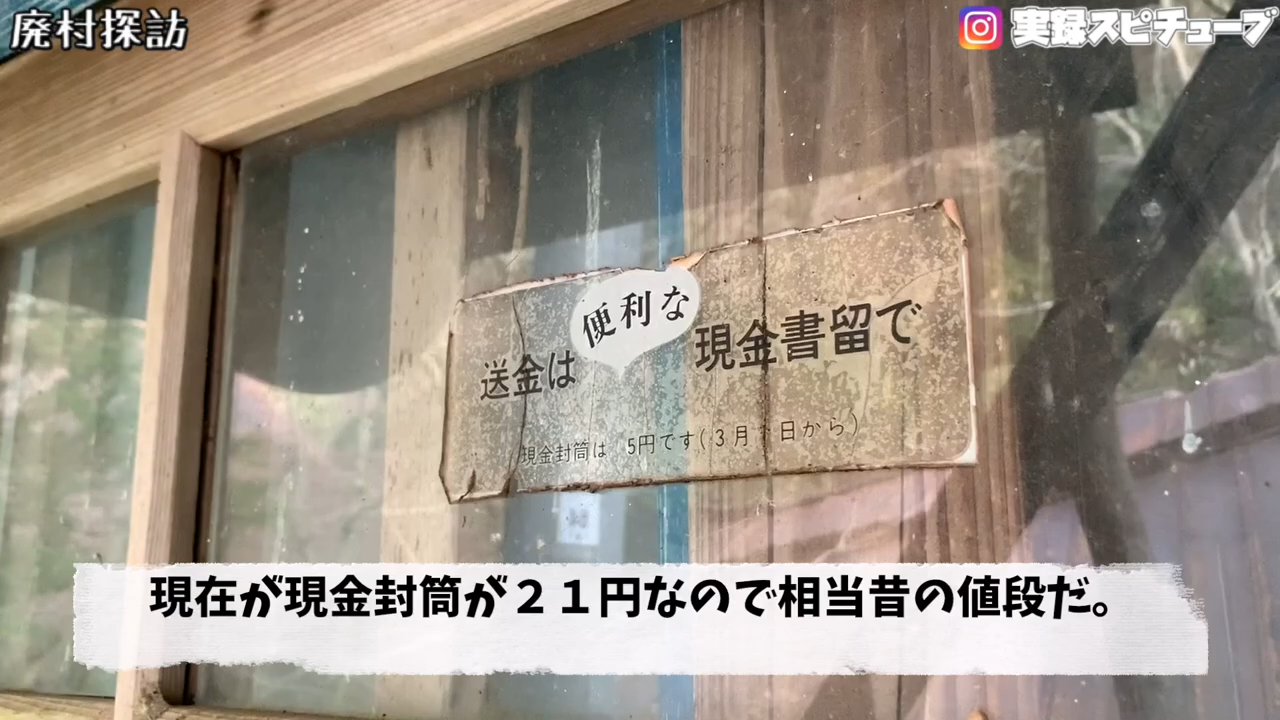 廃村探訪
実録スピチューブ
送金は便利な現金書留で
現金封筒は 5円です(3月1日から)
現在が現金封筒が21円なので相当昔の値段だ。